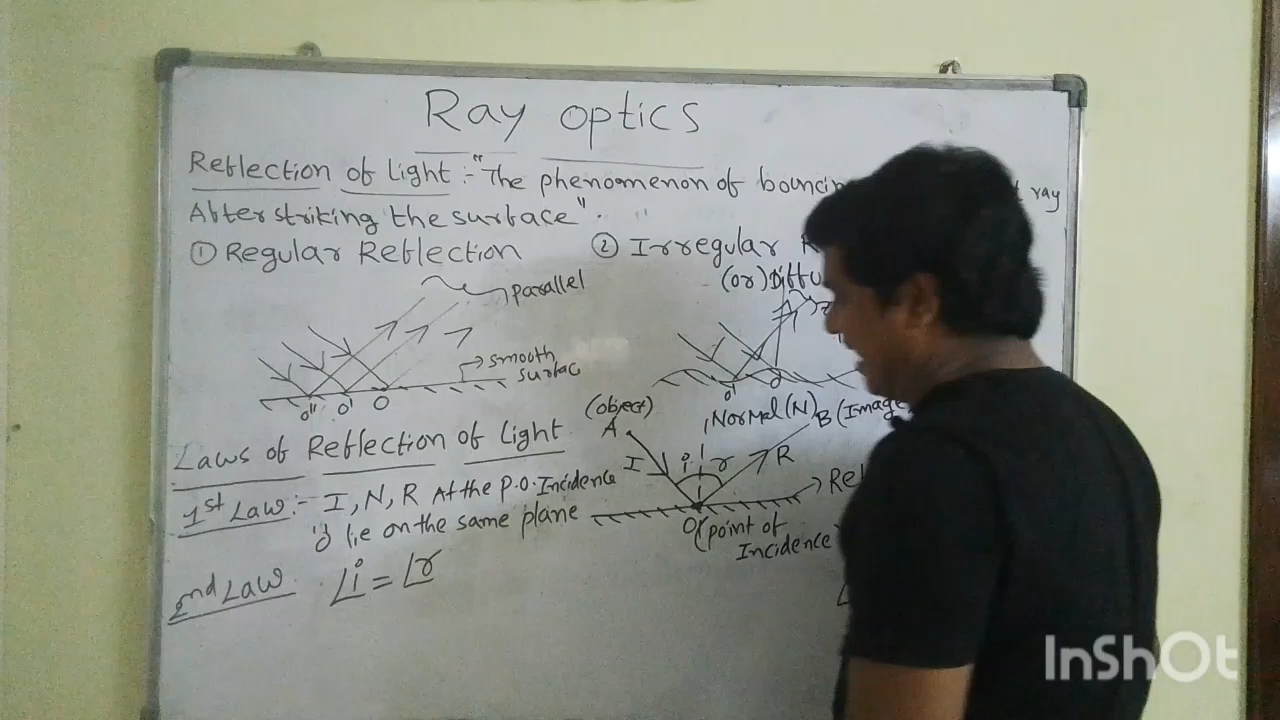 Ray optics
Reflection of light :- "The phenomenon of bouncin ray
After striking the surface".
① Regular Reflection
② Irregular R
(or) Diffu
parallel
smooth
surfac
O" O' O
O'
(object)
A
Normal (N)
B (Image
I
i r
R
Laws of Reflection of Light
1st Law :- I, N, R At the P.O. Incidence
lie on the same plane
O (point of
Incidence
2nd Law ∠i = ∠r
InShOt